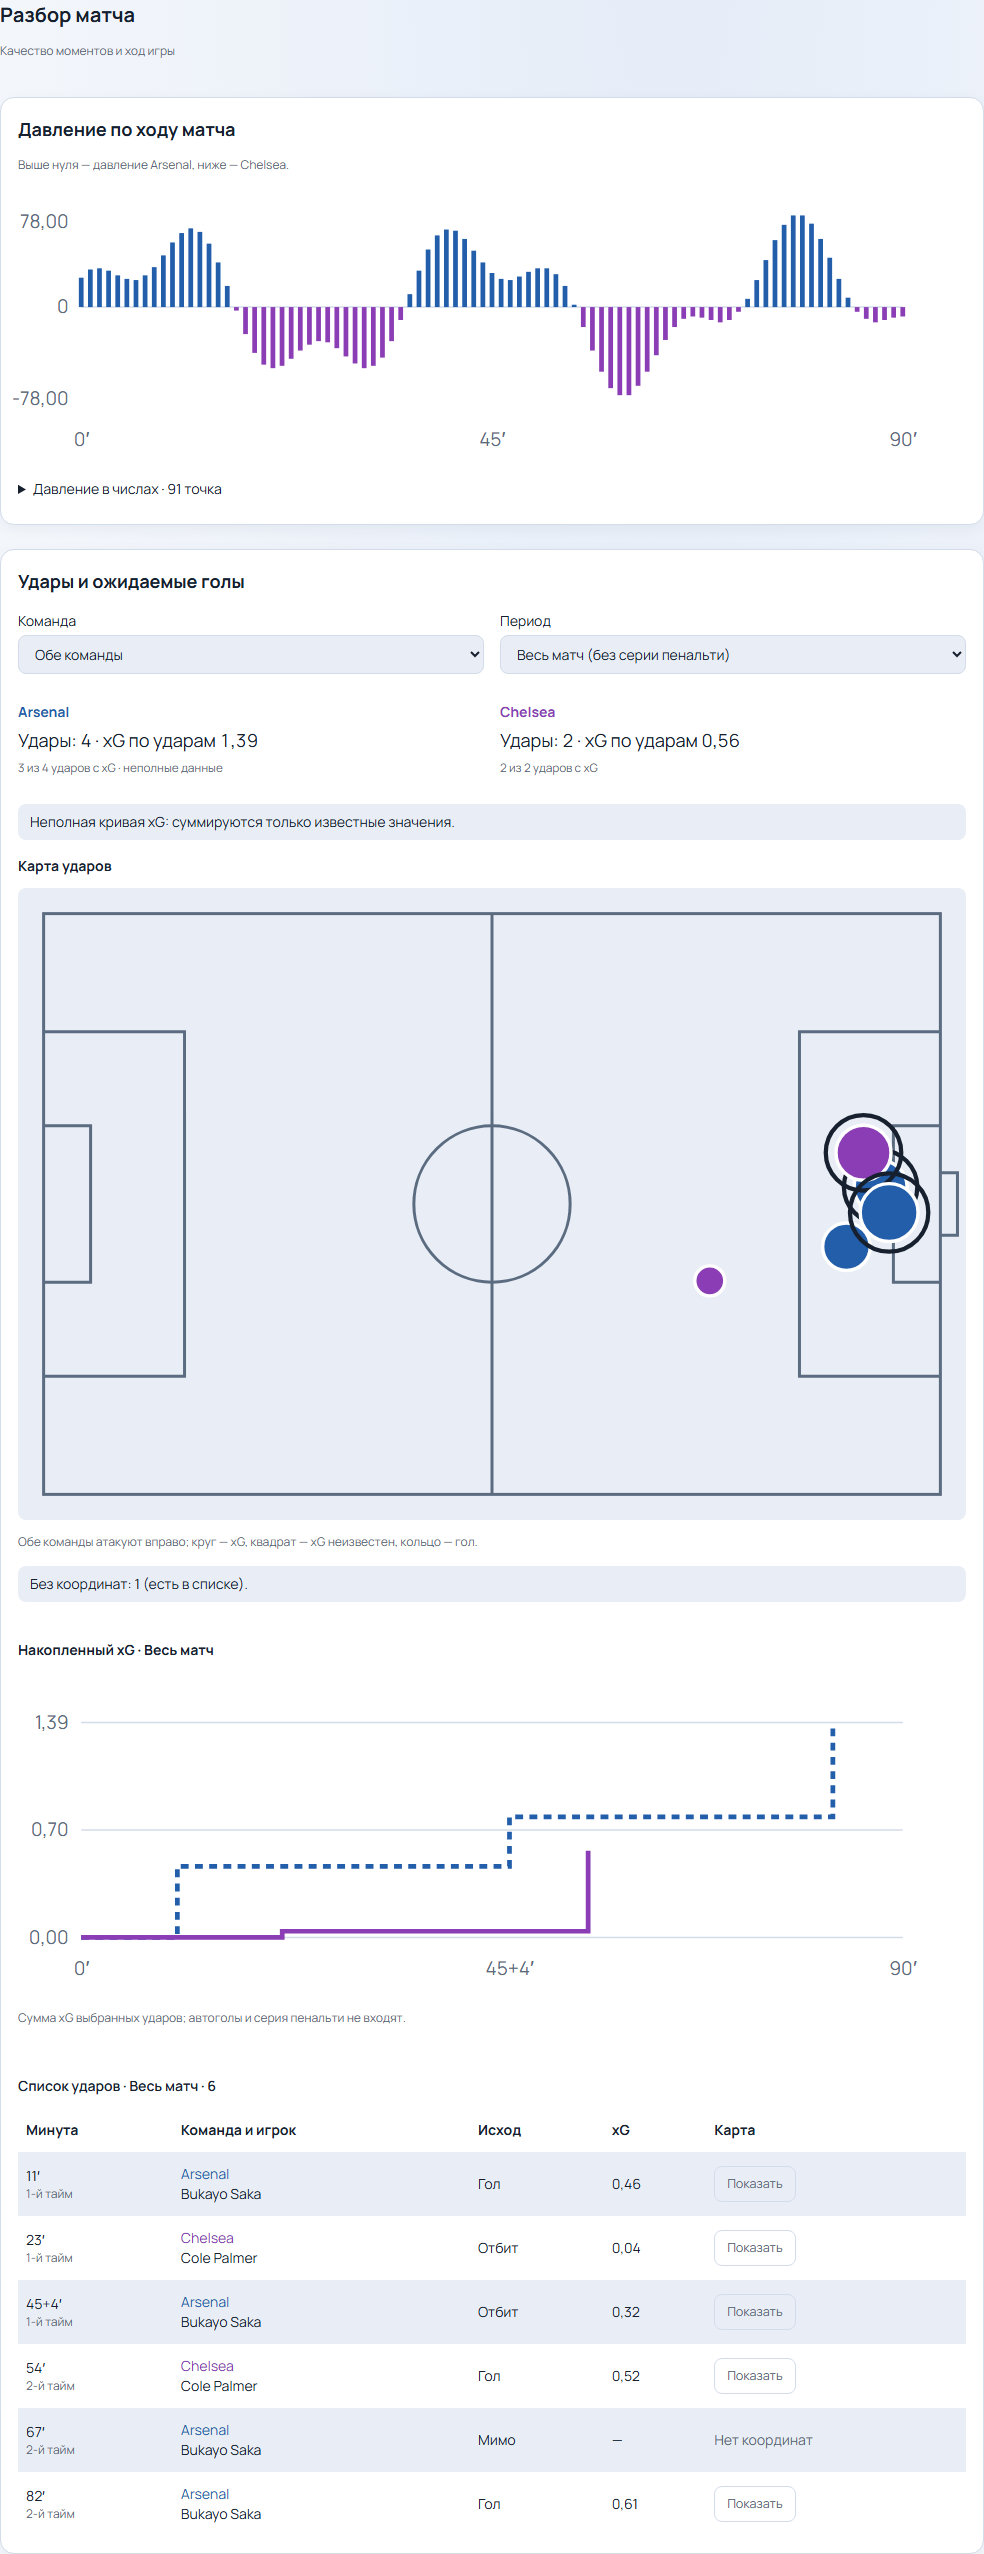 Разбор матча
Качество моментов и ход игры
Давление по ходу матча
Выше нуля — давление Arsenal, ниже — Chelsea.
78,00
0
-78,00
0′
45′
90′
Давление в числах · 91 точка
Удары и ожидаемые голы
Команда
Период
Обе команды
Весь матч (без серии пенальти)
Arsenal
Chelsea
Удары: 4 · xG по ударам 1,39
Удары: 2 · xG по ударам 0,56
3 из 4 ударов с xG · неполные данные
2 из 2 ударов с xG
Неполная кривая xG: суммируются только известные значения.
Карта ударов
Обе команды атакуют вправо; круг — xG, квадрат — xG неизвестен, кольцо — гол.
Без координат: 1 (есть в списке).
Накопленный xG · Весь матч
1,39
0,70
0,00
0′
45+4′
90′
Сумма xG выбранных ударов; автоголы и серия пенальти не входят.
Список ударов · Весь матч · 6
Минута
Команда и игрок
Исход
xG
Карта
11′
1-й тайм
Arsenal
Bukayo Saka
Гол
0,46
Показать
23′
1-й тайм
Chelsea
Cole Palmer
Отбит
0,04
Показать
45+4′
1-й тайм
Arsenal
Bukayo Saka
Отбит
0,32
Показать
54′
2-й тайм
Chelsea
Cole Palmer
Гол
0,52
Показать
67′
2-й тайм
Arsenal
Bukayo Saka
Мимо
—
Нет координат
82′
2-й тайм
Arsenal
Bukayo Saka
Гол
0,61
Показать